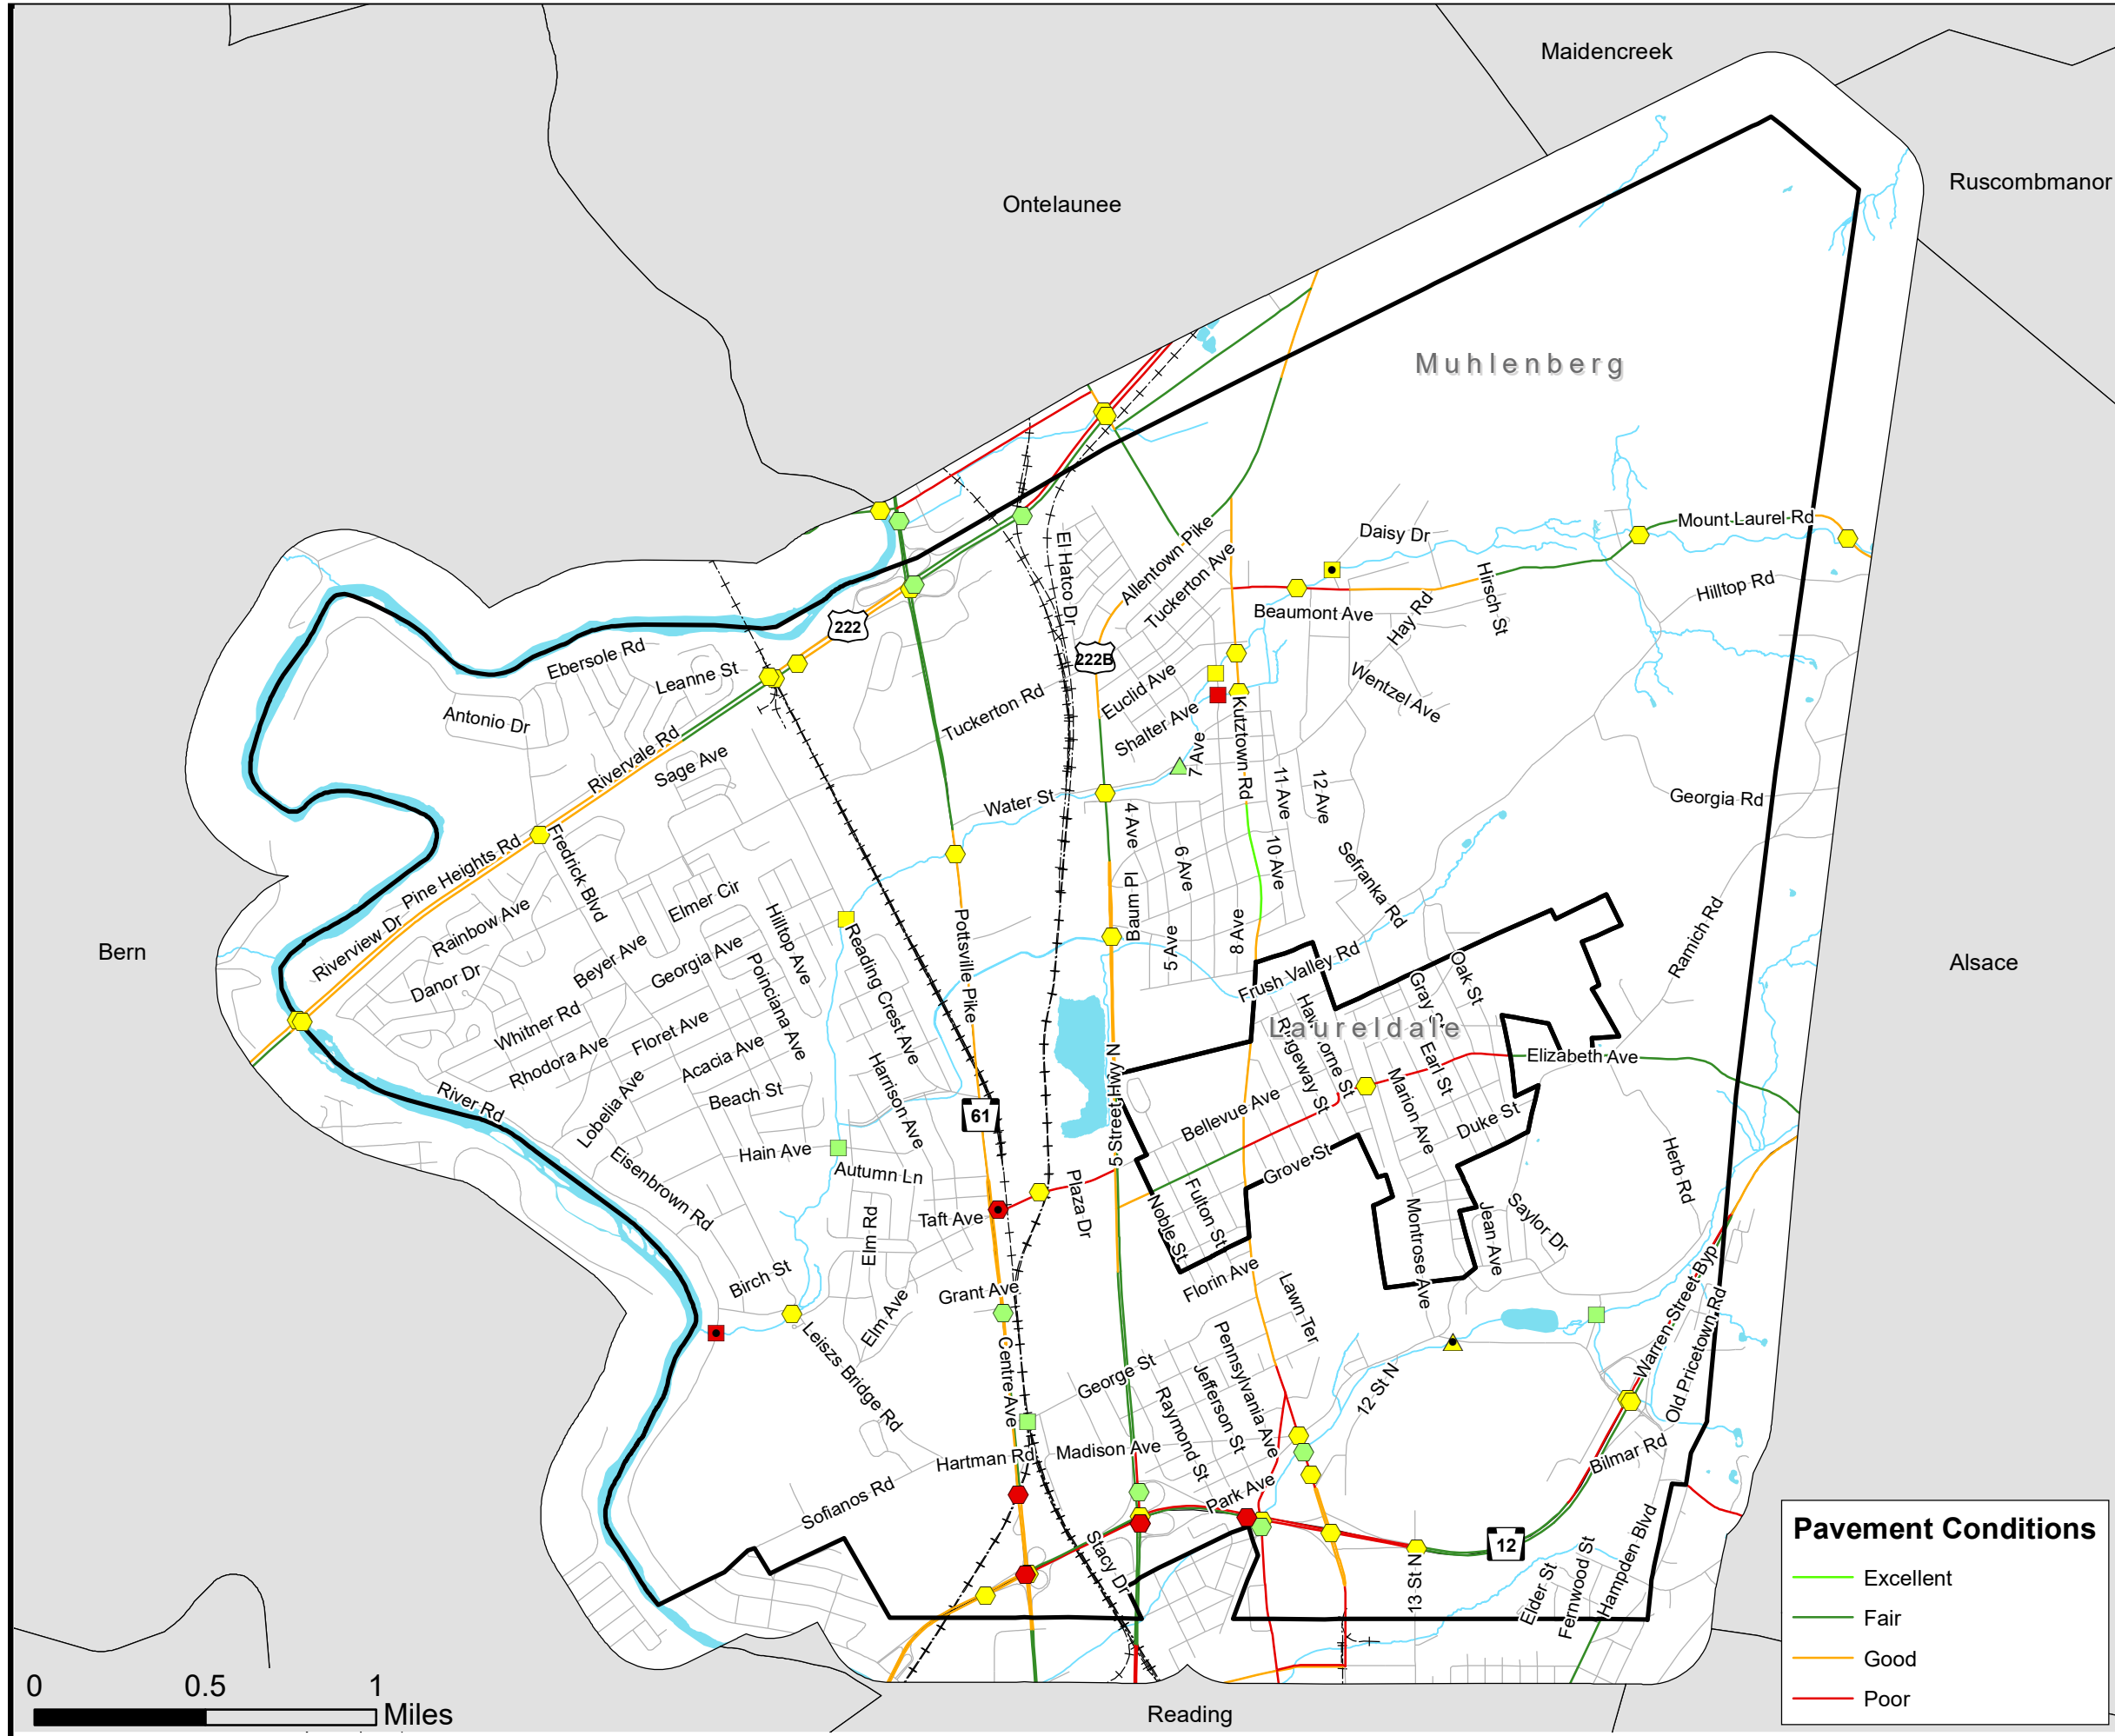 Maidencreek
Ruscombmanor
Ontelaunee
Muhlenberg
Mount Laurel Rd
Daisy Dr
Allentown Pike
El Hatco Dr
Tuckerton Ave
Hirsch St
Hilltop Rd
Beaumont Ave
Hay Rd
222
222B
Ebersole Rd
Leanne St
Euclid Ave
Wentzel Ave
Antonio Dr
Tuckerton Rd
Shalter Ave
Kutztown Rd
Rivervale Rd
Sage Ave
7 Ave
11 Ave
12 Ave
Georgia Rd
Water St
4 Ave
Pine Heights Rd
Fredrick Blvd
6 Ave
10 Ave
Sefranka Rd
Elmer Cir
Rainbow Ave
Hilltop Ave
Banum Pl
Riverview Dr
Bern
Beyer Ave
Georgia Ave
Pottsville Pike
5 Ave
8 Ave
Ramich Rd
Alsace
Danor Dr
Poinciana Ave
Reading Crest Ave
Frush Valley Rd
Oak St
Gray St
Whitner Rd
Floret Ave
Hawthorne St
Laureldale
Rhodora Ave
Acacia Ave
Ridgeway St
Earl St
Elizabeth Ave
Harrison Ave
5 Street Hwy N
River Rd
Lobelia Ave
Beach St
61
Bellevue Ave
Marion Ave
Duke St
Hain Ave
Autumn Ln
Grove St
Eisenbrown Rd
Herb Rd
Plaza Dr
Taft Ave
Elm Rd
Noble St
Fulton St
Montrose Ave
Jean Ave
Saylor Dr
Birch St
Grant Ave
Florin Ave
Lawn Ter
Elm Ave
Warren Street Byp
Old Pricetown Rd
Leiszs Bridge Rd
Centre Ave
George St
Pennsylvania Ave
Jefferson St
Raymond St
12 St N
Hartman Rd
Madison Ave
Bilmar Rd
Sofianos Rd
Park Ave
Stacy Dr
12
13 St N
Elder St
Fernwood St
Hampden Blvd
Pavement Conditions
Excellent
Fair
Good
Poor
0 0.5 1
Miles
Reading